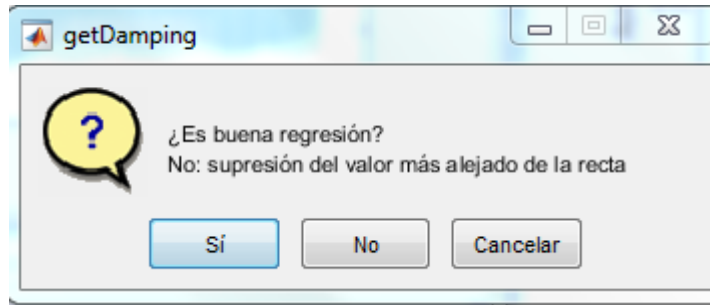 getDamping
?
¿Es buena regresión?
No: supresión del valor más alejado de la recta
Sí No Cancelar